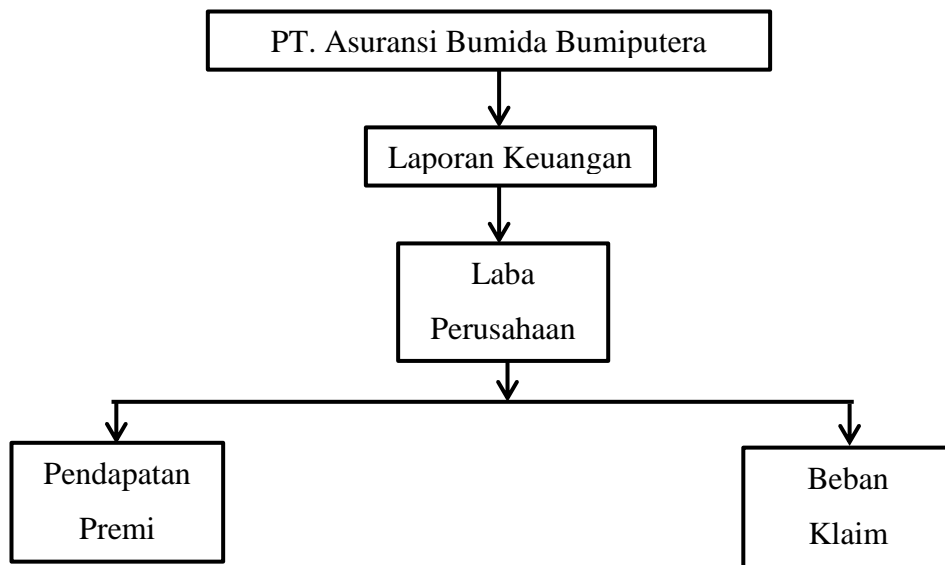 PT. Asuransi Bumida Bumiputera
Laporan Keuangan
Laba
Perusahaan
Pendapatan
Premi
Beban
Klaim